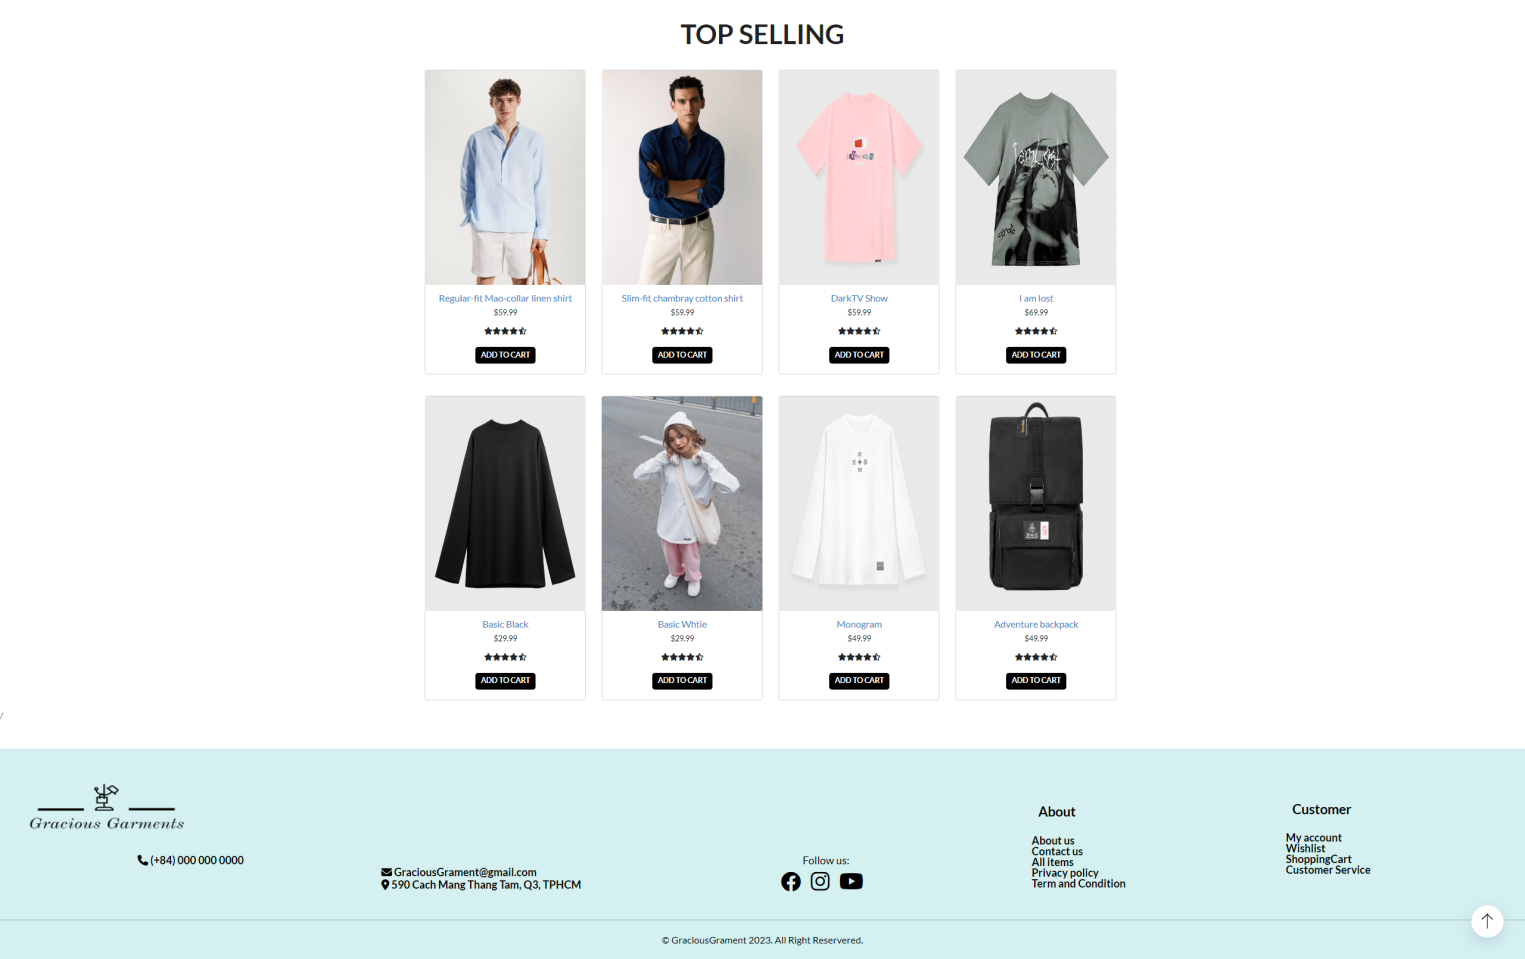 TOP SELLING
Regular-fit Mao-collar linen shirt
$59.99
ADD TO CART
Slim-fit chambray cotton shirt
$59.99
ADD TO CART
DarkTV Show
$59.99
ADD TO CART
I am lost
$69.99
ADD TO CART
Basic Black
$29.99
ADD TO CART
Basic Whtie
$29.99
ADD TO CART
Monogram
$49.99
ADD TO CART
Adventure backpack
$49.99
ADD TO CART
/
Gracious Garments
(+84) 000 000 0000
GraciousGrament@gmail.com
590 Cach Mang Thang Tam, Q3, TPHCM
Follow us:
About
About us
Contact us
All items
Privacy policy
Term and Condition
Customer
My account
Wishlist
ShoppingCart
Customer Service
© GraciousGrament 2023. All Right Reservered.